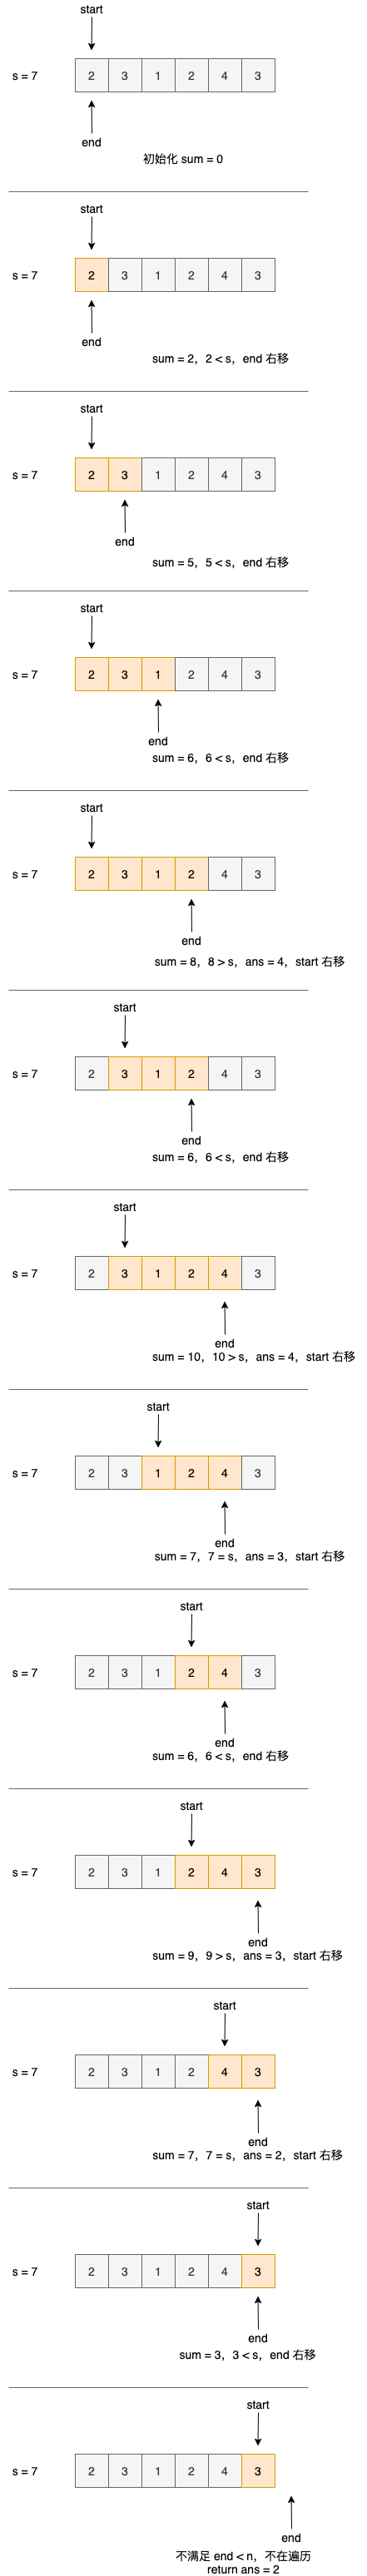 start
s = 7 2 3 1 2 4 3
end
初始化 sum = 0
start
s = 7 2 3 1 2 4 3
end
sum = 2，2 < s，end 右移
start
s = 7 2 3 1 2 4 3
end
sum = 5，5 < s，end 右移
start
s = 7 2 3 1 2 4 3
end
sum = 6，6 < s，end 右移
start
s = 7 2 3 1 2 4 3
end
sum = 8，8 > s，ans = 4，start 右移
start
s = 7 2 3 1 2 4 3
end
sum = 6，6 < s，end 右移
start
s = 7 2 3 1 2 4 3
end
sum = 10，10 > s，ans = 4，start 右移
start
s = 7 2 3 1 2 4 3
end
sum = 7，7 = s，ans = 3，start 右移
start
s = 7 2 3 1 2 4 3
end
sum = 6，6 < s，end 右移
start
s = 7 2 3 1 2 4 3
end
sum = 9，9 > s，ans = 3，start 右移
start
s = 7 2 3 1 2 4 3
end
sum = 7，7 = s，ans = 2，start 右移
start
s = 7 2 3 1 2 4 3
end
sum = 3，3 < s，end 右移
start
s = 7 2 3 1 2 4 3
end
不满足 end < n，不在遍历
return ans = 2